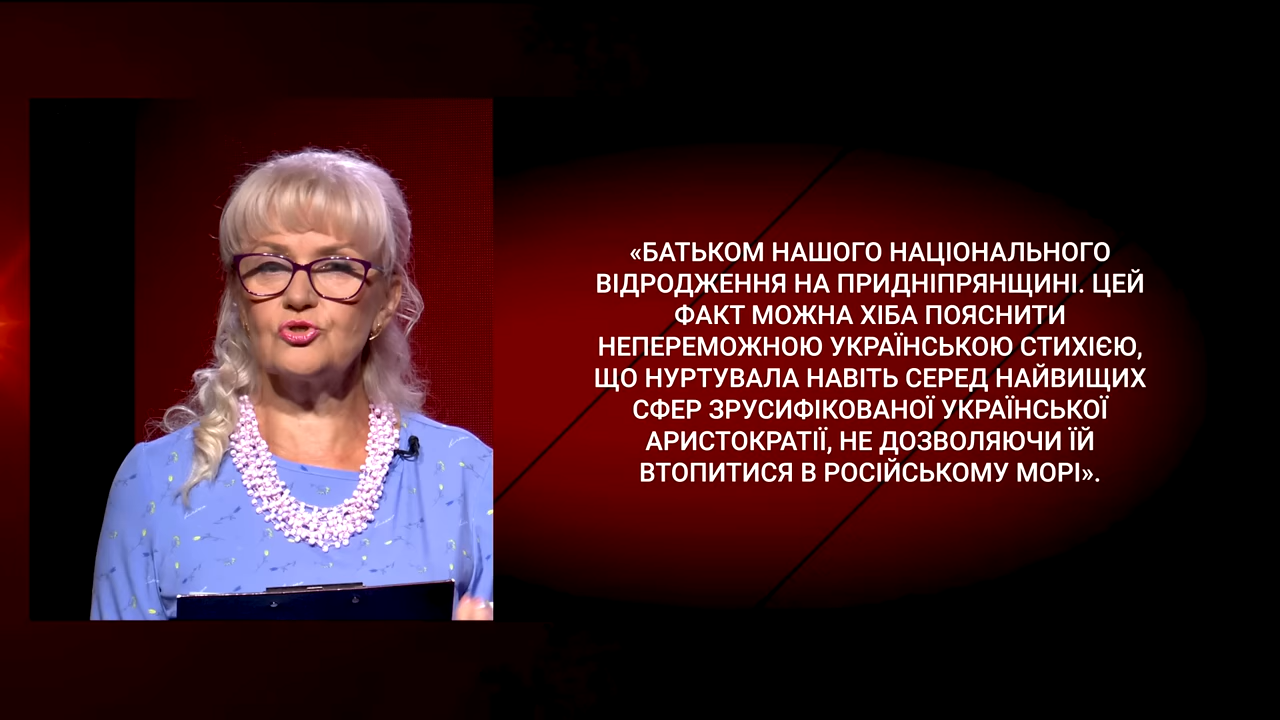 «БАТЬКОМ НАШОГО НАЦІОНАЛЬНОГО
ВІДРОДЖЕННЯ НА ПРИДНІПРЯНЩИНІ. ЦЕЙ
ФАКТ МОЖНА ХІБА ПОЯСНИТИ
НЕПЕРЕМОЖНОЮ УКРАЇНСЬКОЮ СТИХІЄЮ,
ЩО НУРТУВАЛА НАВІТЬ СЕРЕД НАЙВИЩИХ
СФЕР ЗРУСИФІКОВАНОЇ УКРАЇНСЬКОЇ
АРИСТОКРАТІЇ, НЕ ДОЗВОЛЯЮЧИ ЇЙ
ВТОПИТИСЯ В РОСІЙСЬКОМУ МОРІ».